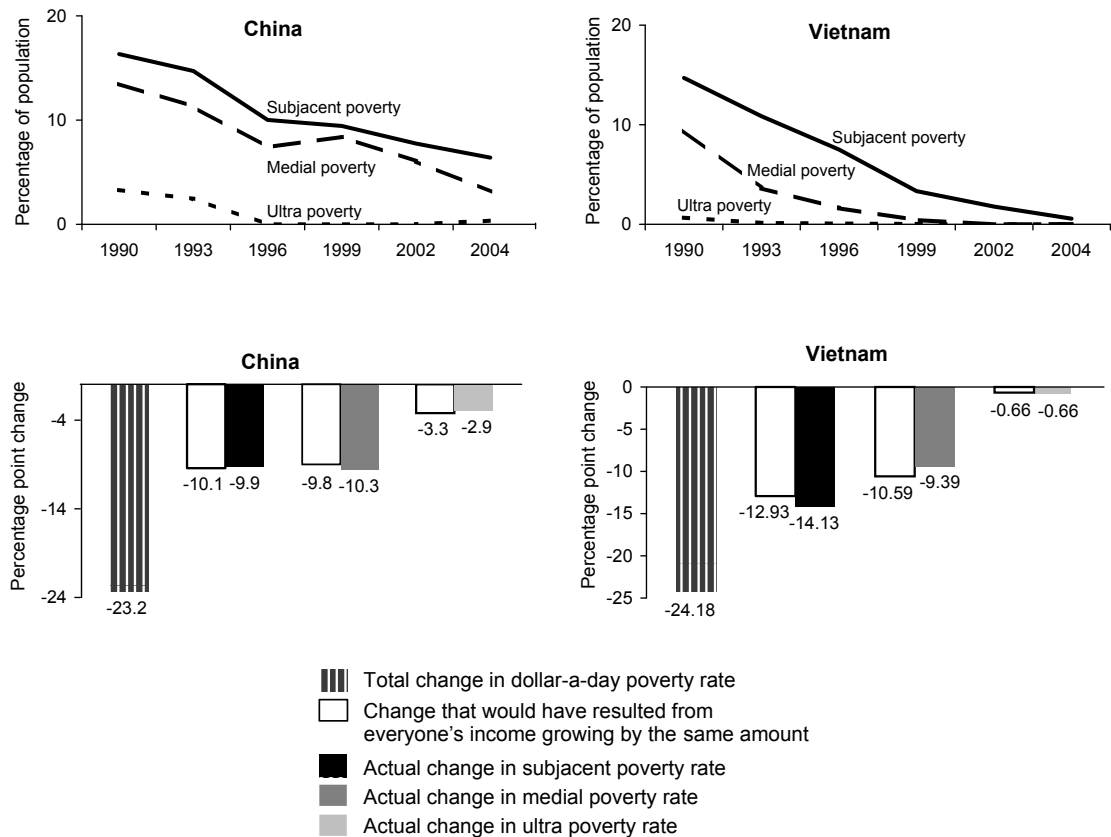 China
Percentage of population
20
10
0
Subjacent poverty
Medial poverty
Ultra poverty
1990 1993 1996 1999 2002 2004
Vietnam
Percentage of population
20
10
0
Subjacent poverty
Medial poverty
Ultra poverty
1990 1993 1996 1999 2002 2004
China
Percentage point change
-4
-14
-24
-23.2
-10.1 -9.9
-9.8 -10.3
-3.3 -2.9
Vietnam
Percentage point change
0
-5
-10
-15
-20
-25
-24.18
-12.93
-14.13
-10.59
-9.39
-0.66 -0.66
Total change in dollar-a-day poverty rate
Change that would have resulted from
everyone's income growing by the same amount
Actual change in subjacent poverty rate
Actual change in medial poverty rate
Actual change in ultra poverty rate